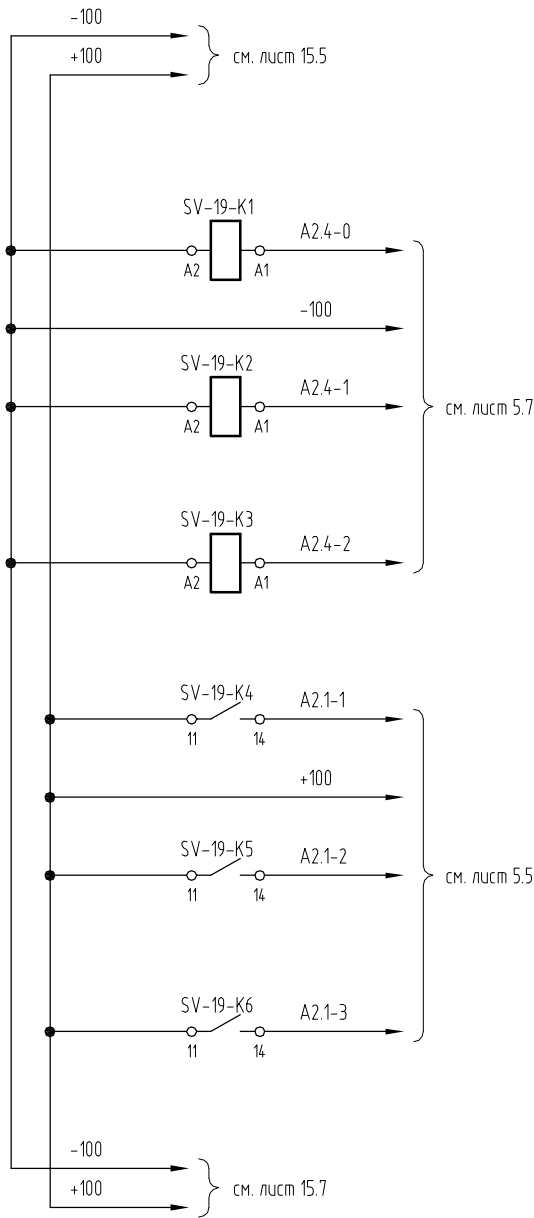 -100
см. лист 15.5
+100
SV-19-K1
A2.4-0
A2
A1
-100
SV-19-K2
A2.4-1
см. лист 5.7
A2
A1
SV-19-K3
A2.4-2
A2
A1
SV-19-K4
A2.1-1
11
14
+100
SV-19-K5
A2.1-2
см. лист 5.5
11
14
SV-19-K6
A2.1-3
11
14
-100
см. лист 15.7
+100